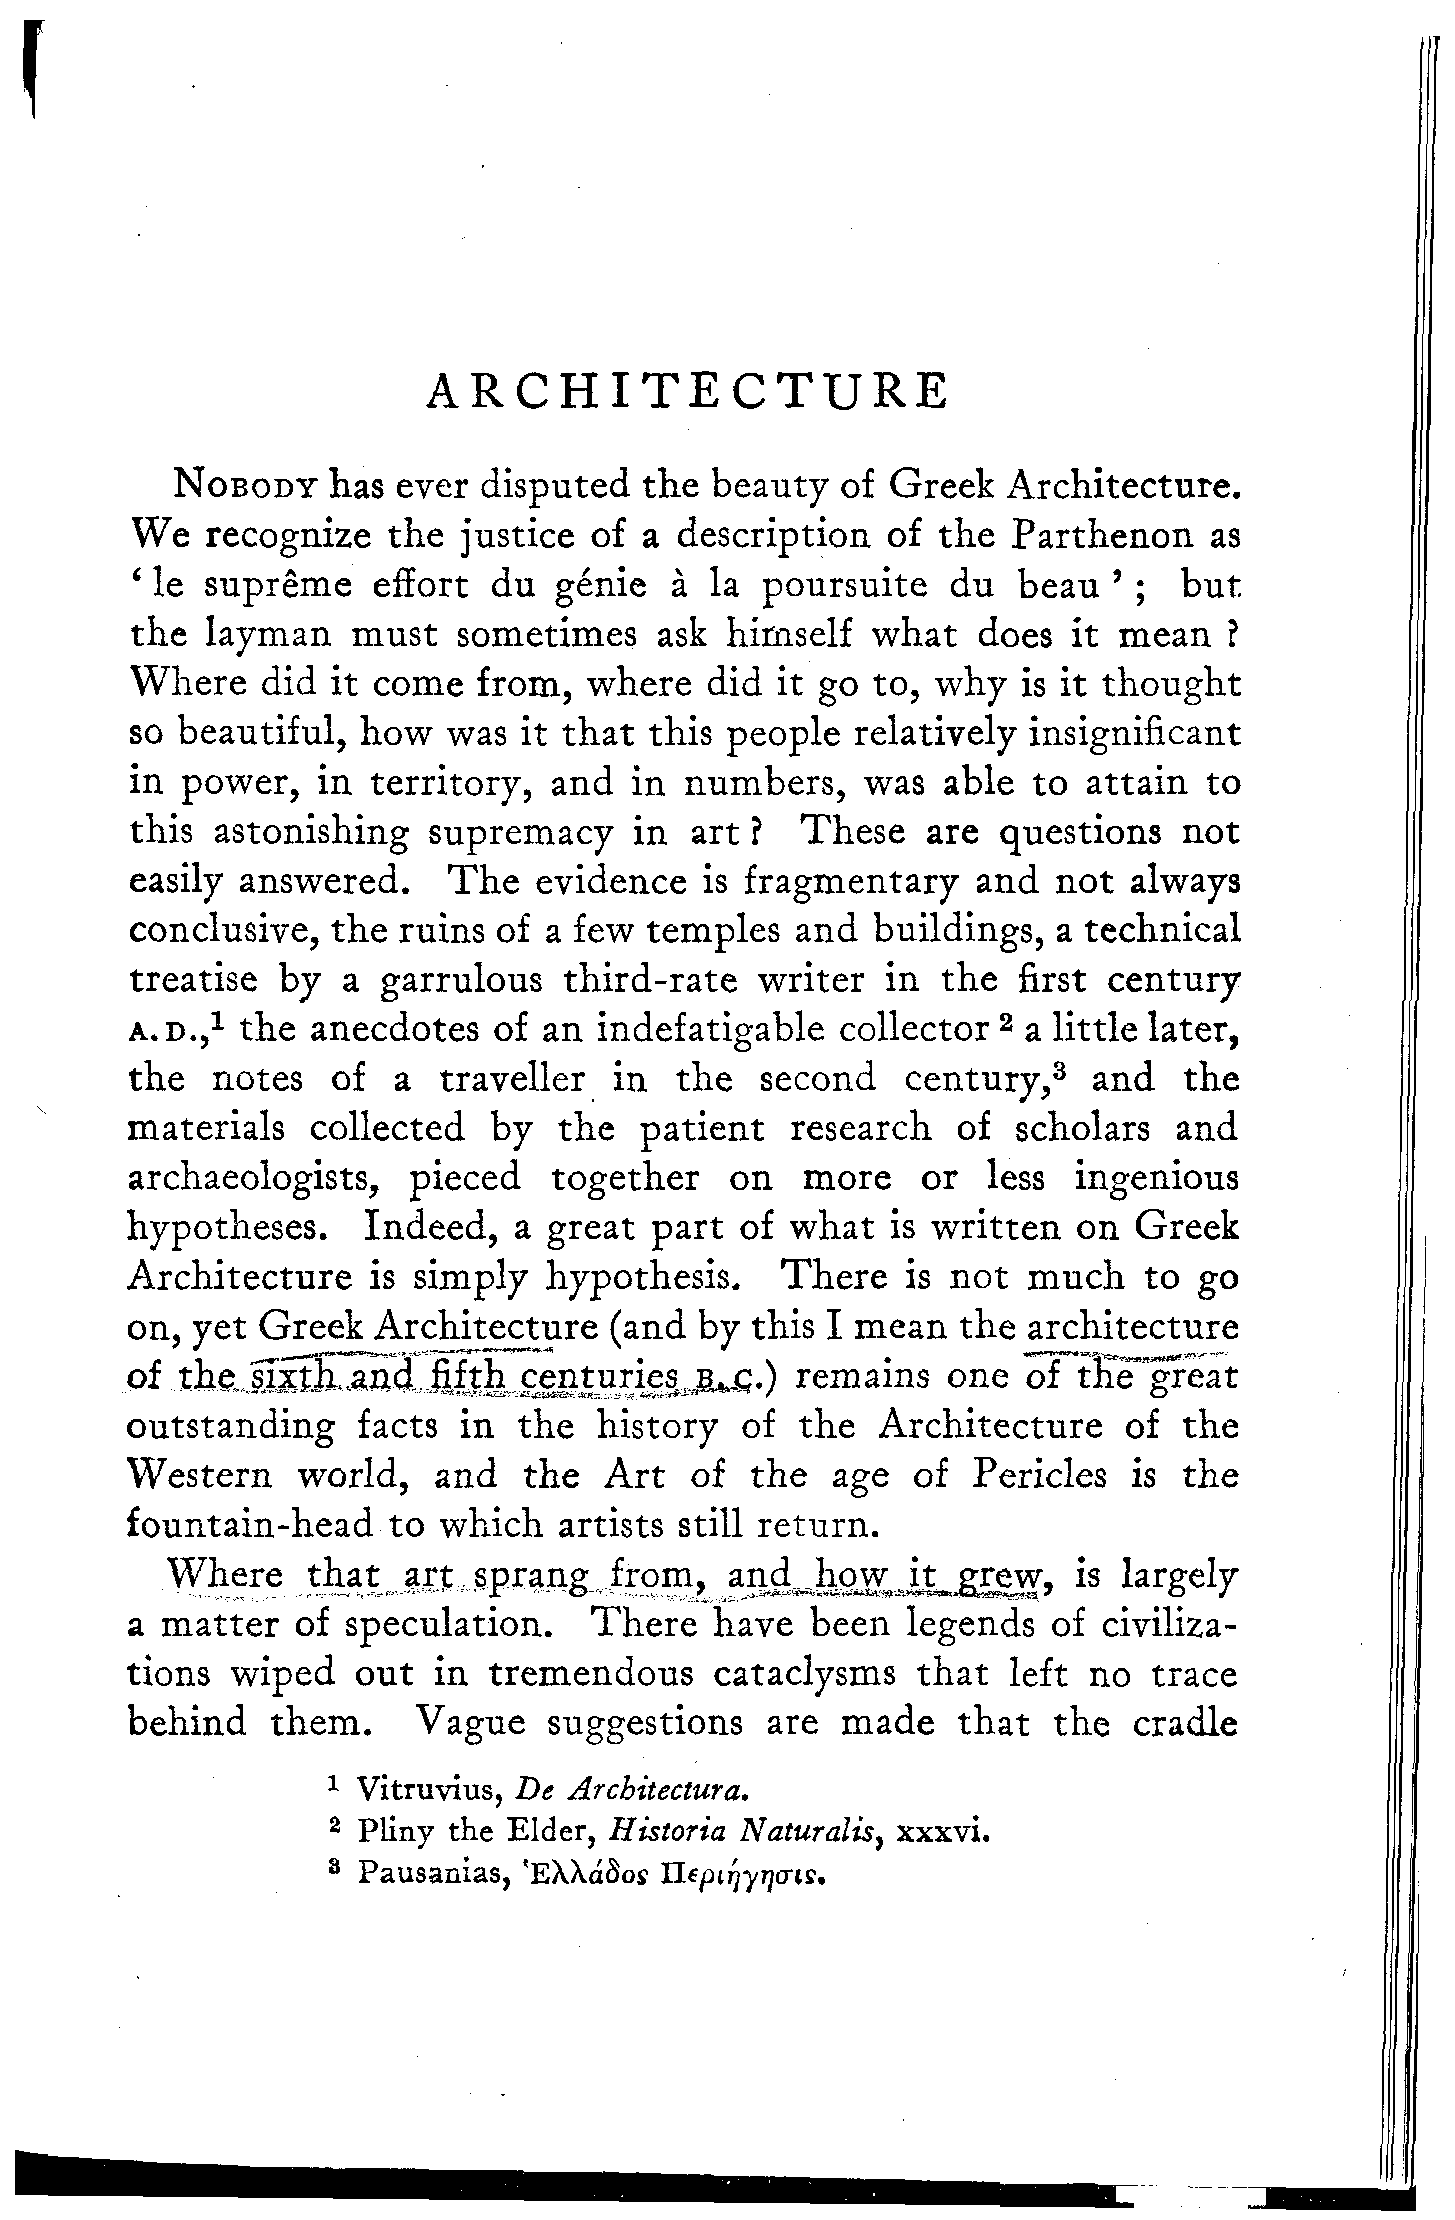 ARCHITECTURE
NOBODY has ever disputed the beauty of Greek Architecture.
We recognize the justice of a description of the Parthenon as
‘ le suprême effort du génie à la poursuite du beau ’ ; but
the layman must sometimes ask himself what does it mean ?
Where did it come from, where did it go to, why is it thought
so beautiful, how was it that this people relatively insignificant
in power, in territory, and in numbers, was able to attain to
this astonishing supremacy in art ? These are questions not
easily answered. The evidence is fragmentary and not always
conclusive, the ruins of a few temples and buildings, a technical
treatise by a garrulous third-rate writer in the first century
A.D.,¹ the anecdotes of an indefatigable collector ² a little later,
the notes of a traveller in the second century,³ and the
materials collected by the patient research of scholars and
archaeologists, pieced together on more or less ingenious
hypotheses. Indeed, a great part of what is written on Greek
Architecture is simply hypothesis. There is not much to go
on, yet Greek Architecture (and by this I mean the architecture
of the sixth and fifth centuries B.C.) remains one of the great
outstanding facts in the history of the Architecture of the
Western world, and the Art of the age of Pericles is the
fountain-head to which artists still return.
Where that art sprang from, and how it grew, is largely
a matter of speculation. There have been legends of civiliza-
tions wiped out in tremendous cataclysms that left no trace
behind them. Vague suggestions are made that the cradle
¹ Vitruvius, De Architectura.
² Pliny the Elder, Historia Naturalis, xxxvi.
³ Pausanias, Ἑλλάδος Περιήγησις.